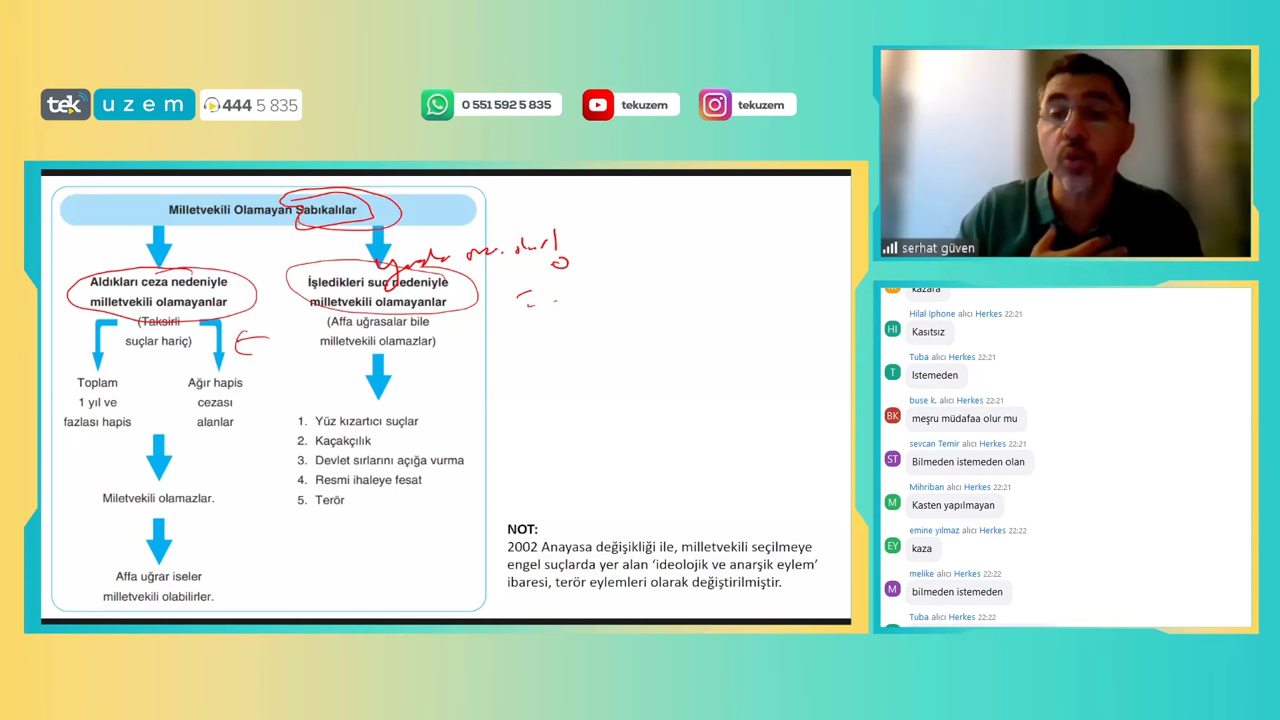 tek uzem 444 5 835
0 551 592 5 835
tekuzem
tekuzem
Milletvekili Olamayan Sabıkalılar
Aldıkları ceza nedeniyle
milletvekili olamayanlar
(Taksirli
suçlar hariç)
Toplam
1 yıl ve
fazlası hapis
Ağır hapis
cezası
alanlar
Miletvekili olamazlar.
Affa uğrar iseler
milletvekili olabilirler.
İşledikleri suç nedeniyle
milletvekili olamayanlar
(Affa uğrasalar bile
milletvekili olamazlar)
1. Yüz kızartıcı suçlar
2. Kaçakçılık
3. Devlet sırlarını açığa vurma
4. Resmi ihaleye fesat
5. Terör
NOT:
2002 Anayasa değişikliği ile, milletvekili seçilmeye
engel suçlarda yer alan ‘ideolojik ve anarşik eylem’
ibaresi, terör eylemleri olarak değiştirilmiştir.
serhat güven
Hilal Iphone alıcı Herkes 22:21
HI
Kasıtsız
Tuba alıcı Herkes 22:21
T
Istemeden
buse k. alıcı Herkes 22:21
BK
meşru müdafaa olur mu
sevcan Temir alıcı Herkes 22:21
ST
Bilmeden istemeden olan
Mihriban alıcı Herkes 22:21
M
Kasten yapılmayan
emine yılmaz alıcı Herkes 22:22
EY
kaza
melike alıcı Herkes 22:22
M
bilmeden istemeden
Tuba alıcı Herkes 22:22